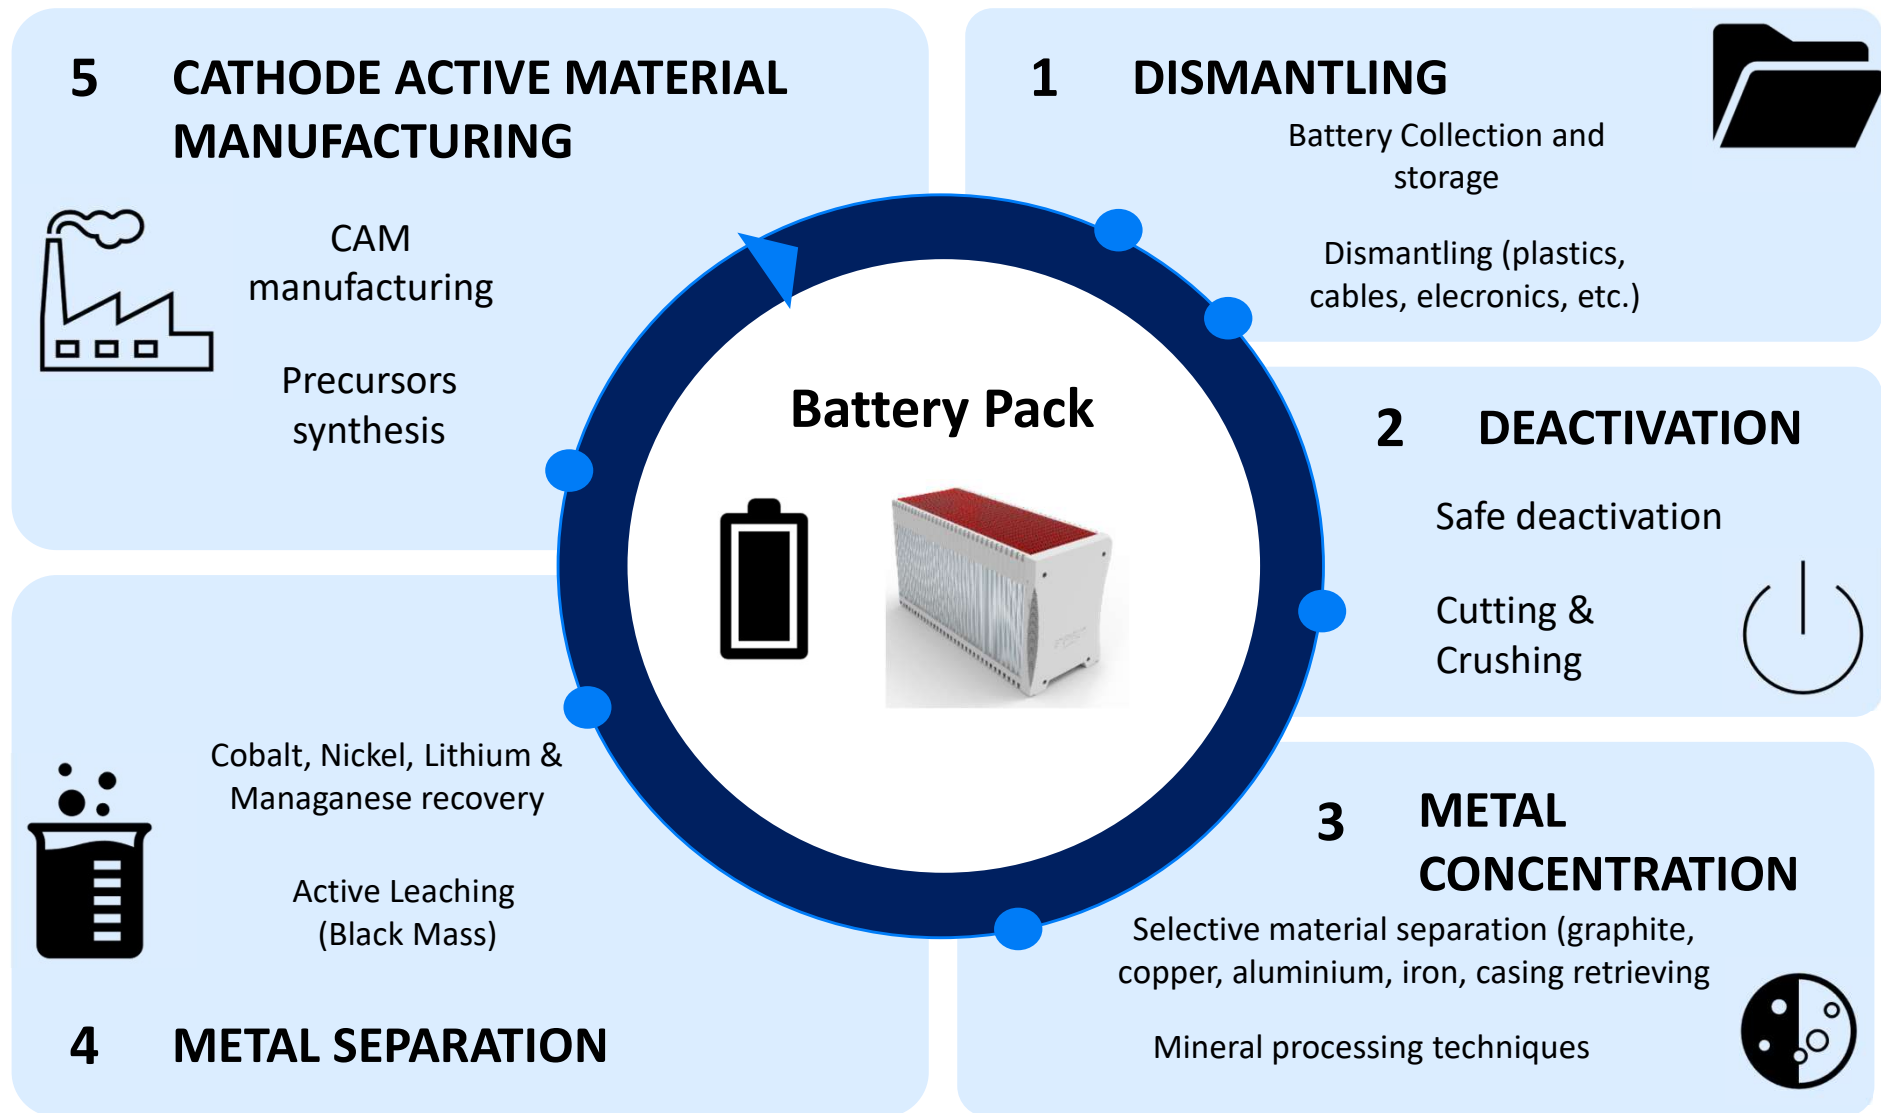 5 CATHODE ACTIVE MATERIAL
MANUFACTURING
CAM
manufacturing
Precursors
synthesis
1 DISMANTLING
Battery Collection and
storage
Dismantling (plastics,
cables, elecronics, etc.)
Battery Pack
2 DEACTIVATION
Safe deactivation
Cutting &
Crushing
3 METAL
CONCENTRATION
Selective material separation (graphite,
copper, aluminium, iron, casing retrieving
Mineral processing techniques
Cobalt, Nickel, Lithium &
Managanese recovery
Active Leaching
(Black Mass)
4 METAL SEPARATION